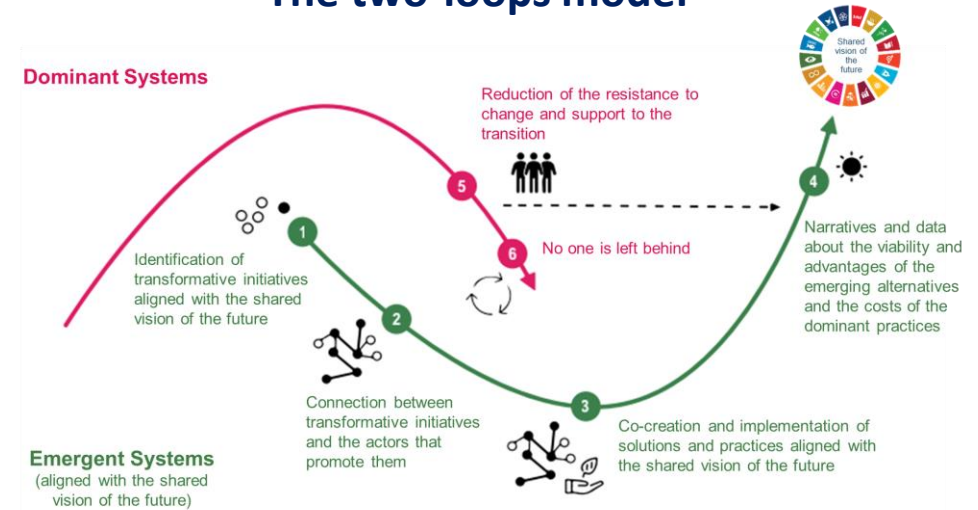 The two-loops model
Dominant Systems
Shared
vision of
the
future
Reduction of the resistance to
change and support to the
transition
5
4
1
6
No one is left behind
Identification of
transformative initiatives
aligned with the shared
vision of the future
Narratives and data
about the viability and
advantages of the
emerging alternatives
and the costs of the
dominant practices
2
3
Connection between
transformative initiatives
and the actors that
promote them
Co-creation and implementation of
solutions and practices aligned with
the shared vision of the future
Emergent Systems
(aligned with the shared
vision of the future)